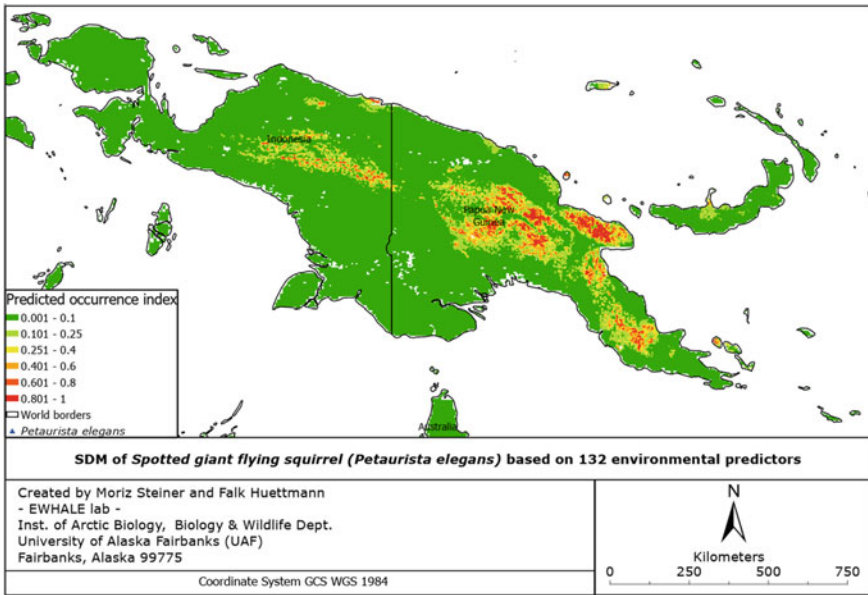 Indonesia
Papua New
Guinea
Australia
Predicted occurrence index
0.001 - 0.1
0.101 - 0.25
0.251 - 0.4
0.401 - 0.6
0.601 - 0.8
0.801 - 1
World borders
Petaurista elegans
SDM of Spotted giant flying squirrel (Petaurista elegans) based on 132 environmental predictors
Created by Moriz Steiner and Falk Huettmann
- EWHALE lab -
Inst. of Arctic Biology, Biology & Wildlife Dept.
University of Alaska Fairbanks (UAF)
Fairbanks, Alaska 99775
Coordinate System GCS WGS 1984
N
Kilometers
0 250 500 750